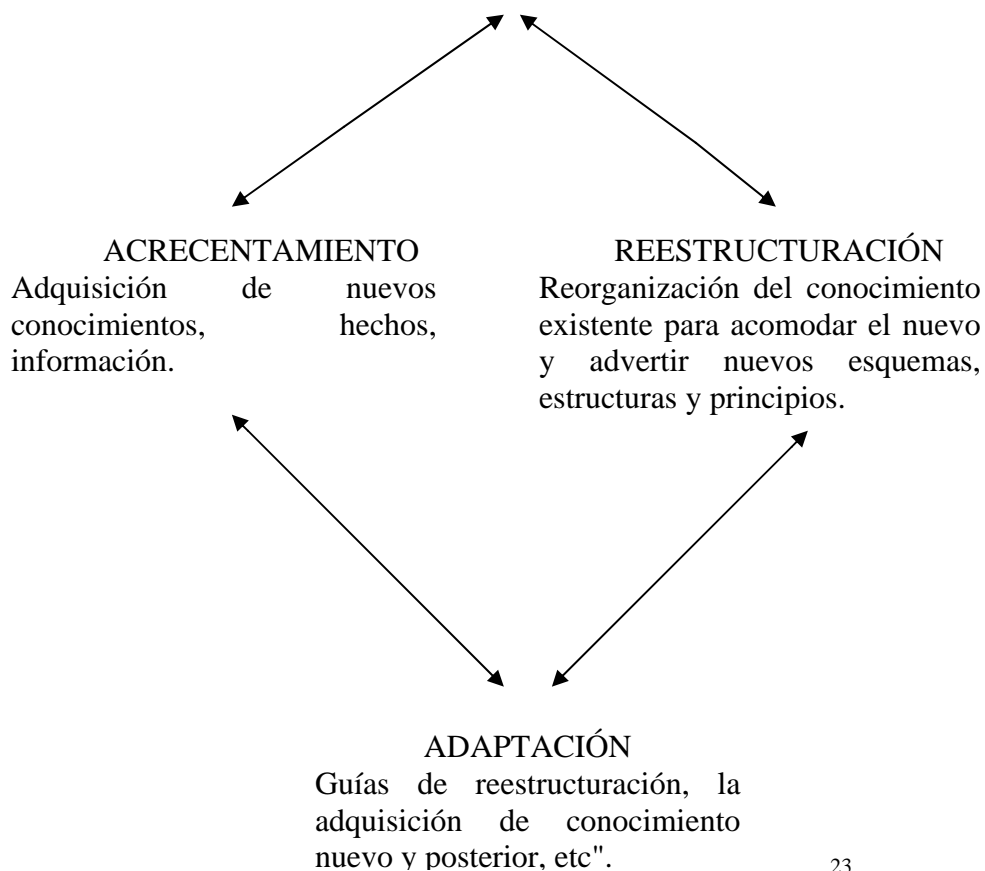 ACRECENTAMIENTO
Adquisición de nuevos
conocimientos, hechos,
información.
REESTRUCTURACIÓN
Reorganización del conocimiento
existente para acomodar el nuevo
y advertir nuevos esquemas,
estructuras y principios.
ADAPTACIÓN
Guías de reestructuración, la
adquisición de conocimiento
nuevo y posterior, etc".
23